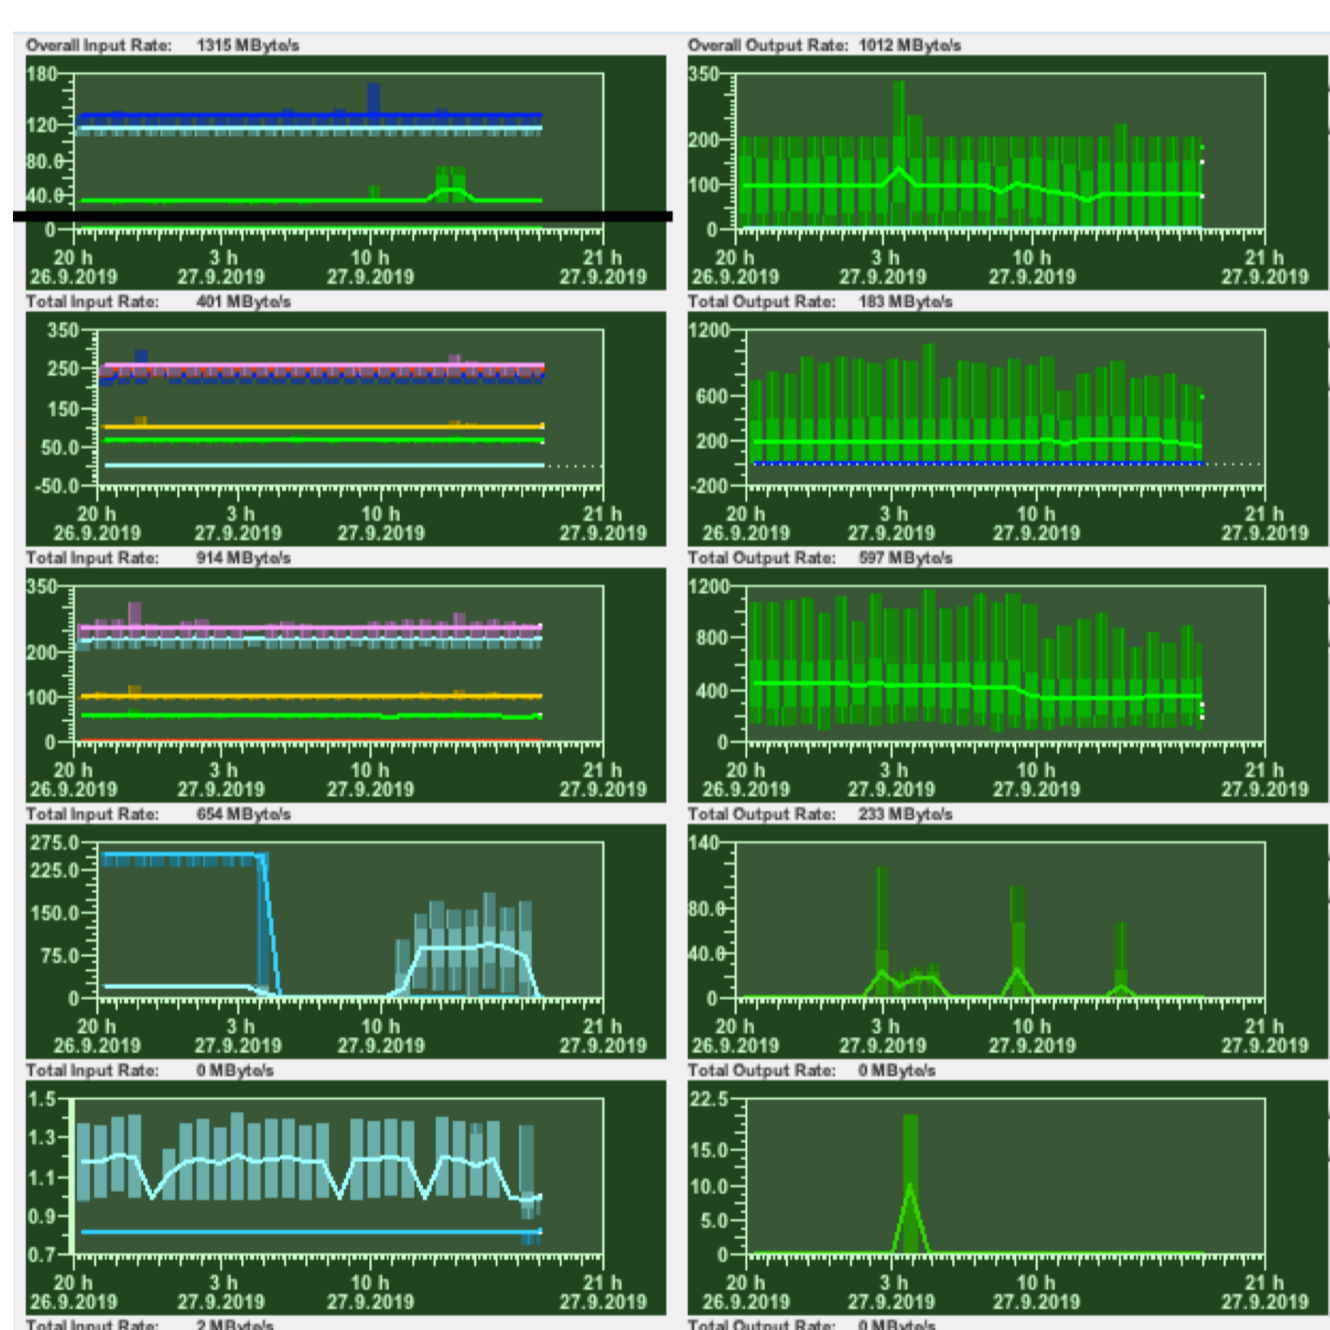 Overall Input Rate: 1315 MByte/s
180
120
80.0
40.0
0
20 h 3 h 10 h 21 h
26.9.2019 27.9.2019 27.9.2019 27.9.2019
Overall Output Rate: 1012 MByte/s
350
200
100
0
20 h 3 h 10 h 21 h
26.9.2019 27.9.2019 27.9.2019 27.9.2019
Total Input Rate: 401 MByte/s
350
250
150
50.0
-50.0
20 h 3 h 10 h 21 h
26.9.2019 27.9.2019 27.9.2019 27.9.2019
Total Output Rate: 183 MByte/s
1200
600
200
-200
20 h 3 h 10 h 21 h
26.9.2019 27.9.2019 27.9.2019 27.9.2019
Total Input Rate: 914 MByte/s
350
200
100
0
20 h 3 h 10 h 21 h
26.9.2019 27.9.2019 27.9.2019 27.9.2019
Total Output Rate: 597 MByte/s
1200
800
400
0
20 h 3 h 10 h 21 h
26.9.2019 27.9.2019 27.9.2019 27.9.2019
Total Input Rate: 654 MByte/s
275.0
225.0
150.0
75.0
0
20 h 3 h 10 h 21 h
26.9.2019 27.9.2019 27.9.2019 27.9.2019
Total Output Rate: 233 MByte/s
140
80.0
40.0
0
20 h 3 h 10 h 21 h
26.9.2019 27.9.2019 27.9.2019 27.9.2019
Total Input Rate: 0 MByte/s
1.5
1.3
1.1
0.9
0.7
20 h 3 h 10 h 21 h
26.9.2019 27.9.2019 27.9.2019 27.9.2019
Total Output Rate: 0 MByte/s
22.5
15.0
10.0
5.0
0
20 h 3 h 10 h 21 h
26.9.2019 27.9.2019 27.9.2019 27.9.2019
Total Input Rate: 2 MByte/s
Total Output Rate: 0 MByte/s